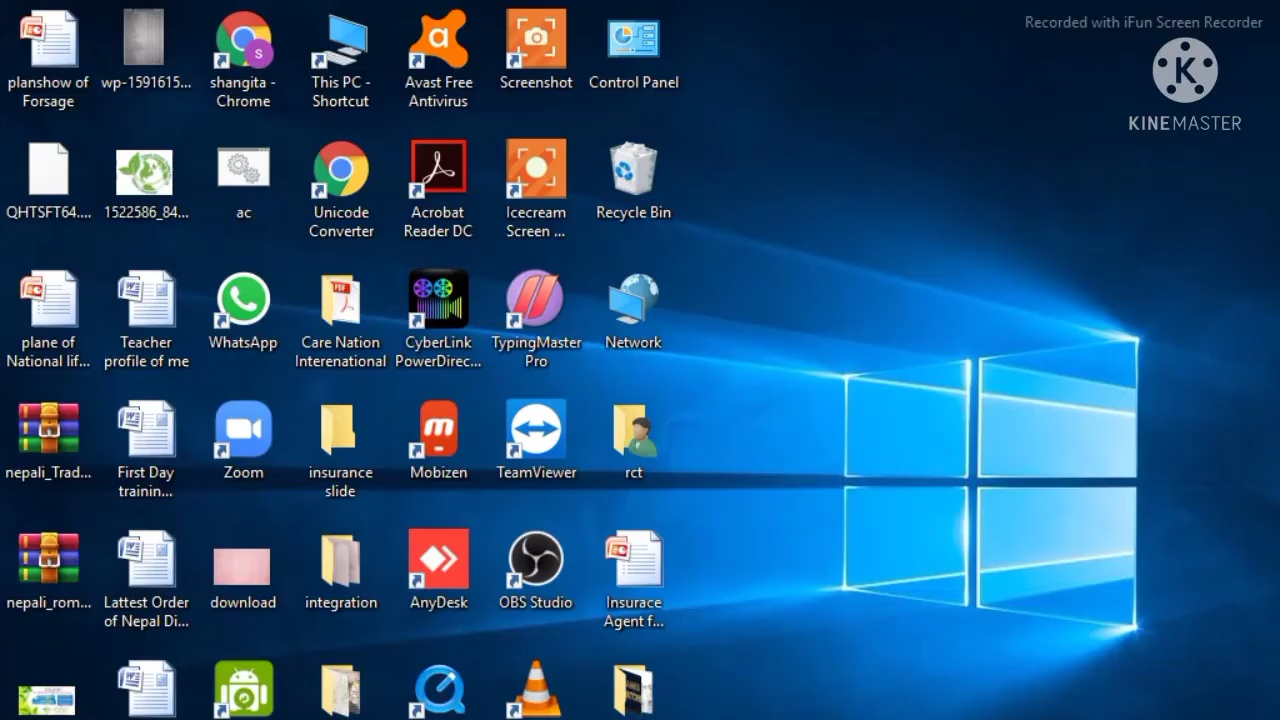 Recorded with iFun Screen Recorder
K
KINEMASTER
planshow of
Forsage
wp-1591615...
S
shangita -
Chrome
This PC -
Shortcut
a
Avast Free
Antivirus
Screenshot
Control Panel
QHTSFT64....
1522586_84...
ac
Unicode
Converter
Acrobat
Reader DC
Icecream
Screen ...
Recycle Bin
plane of
National lif...
Teacher
profile of me
WhatsApp
PDF
Care Nation
Internenational
CyberLink
PowerDirec...
TypingMaster
Pro
Network
nepali_Trad...
First Day
trainin...
Zoom
insurance
slide
m
Mobizen
TeamViewer
rct
nepali_rom...
Lattest Order
of Nepal Di...
download
integration
AnyDesk
OBS Studio
Insurace
Agent f...